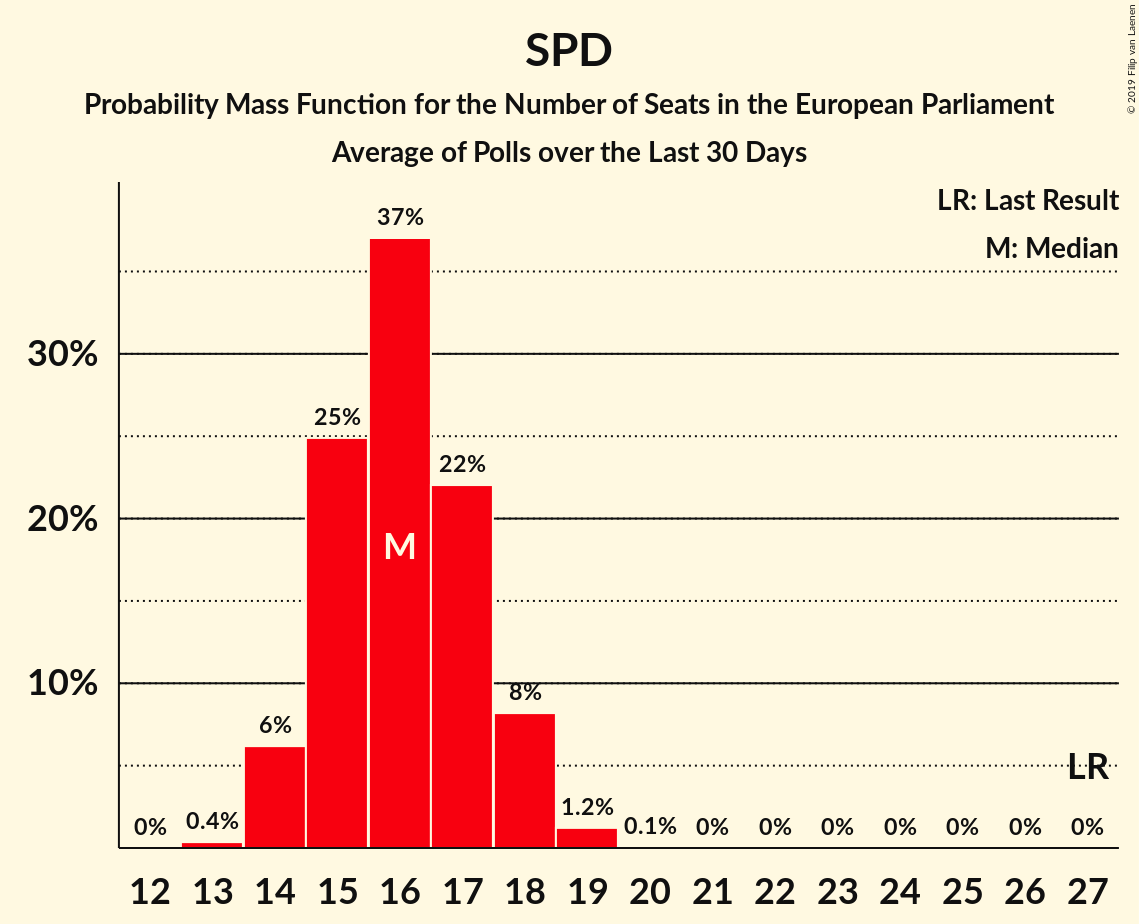 SPD
Probability Mass Function for the Number of Seats in the European Parliament
Average of Polls over the Last 30 Days
© 2019 Filip van Laenen
LR: Last Result
M: Median
37%
30%
25%
22%
20%
M
10%
8%
6%
LR
0% 0.4% 1.2% 0.1% 0% 0% 0% 0% 0% 0% 0%
12 13 14 15 16 17 18 19 20 21 22 23 24 25 26 27